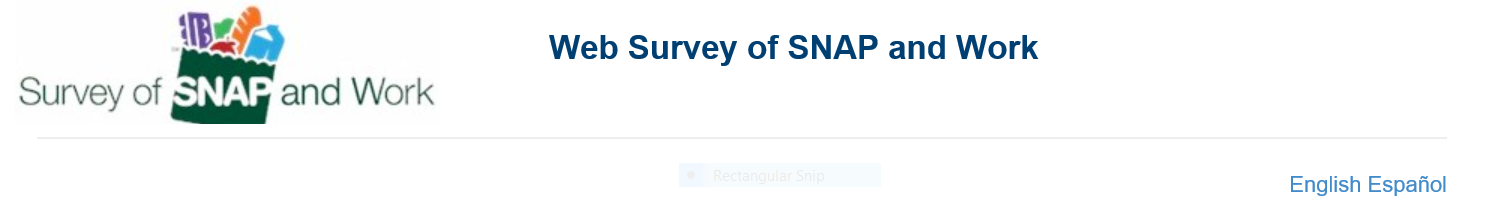 Web Survey of SNAP and Work
Survey of SNAP and Work
Rectangular Snip
English Español